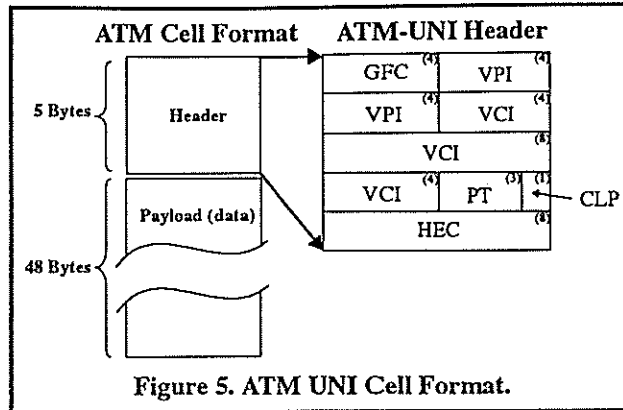 ATM Cell Format
ATM-UNI Header
5 Bytes
Header
48 Bytes
Payload (data)
GFC (4) VPI (4)
VPI (4) VCI (4)
VCI (8)
VCI (4) PT (3) (1)
CLP
HEC (8)
Figure 5. ATM UNI Cell Format.